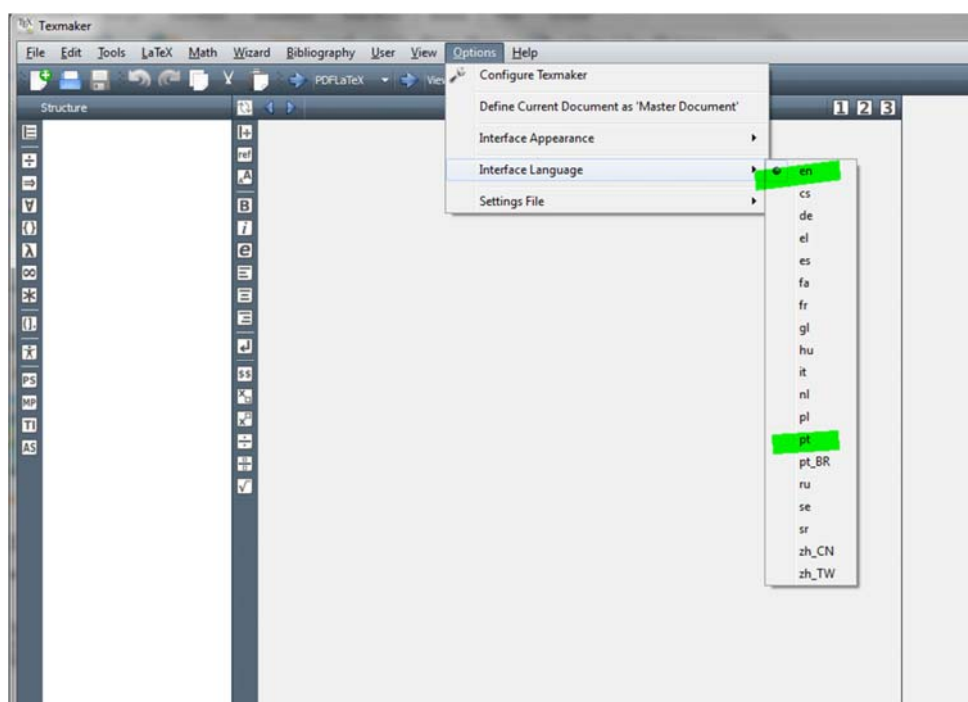 Texmaker
File Edit Tools LaTeX Math Wizard Bibliography User View Options Help
PDFLaTeX
Configure Texmaker
Define Current Document as 'Master Document'
Interface Appearance
Interface Language
Settings File
Structure
1 2 3
ref
B
i
e
$$
PS
MP
TI
AS
en
cs
de
el
es
fa
fr
gl
hu
it
nl
pl
pt
pt_BR
ru
se
sr
zh_CN
zh_TW